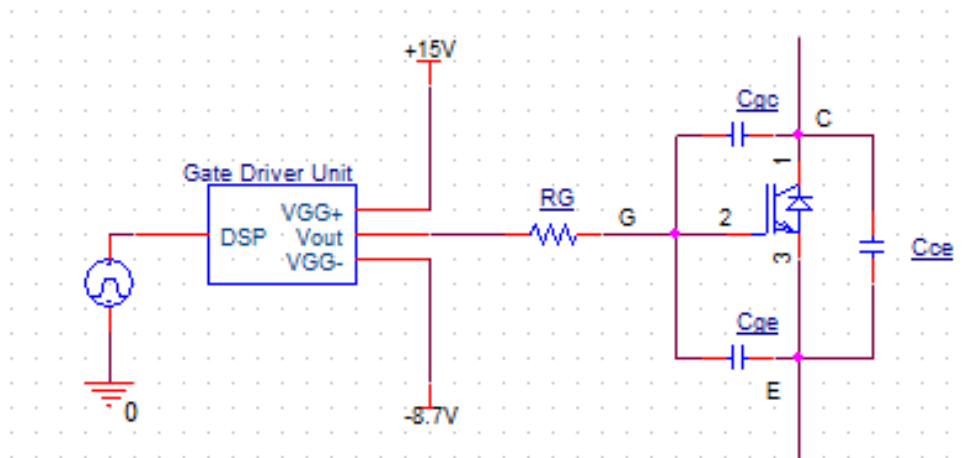 +15V
Cgc
C
1
Gate Driver Unit
VGG+
DSP
Vout
VGG-
RG
G
2
3
Cce
Cge
E
-8.7V
0